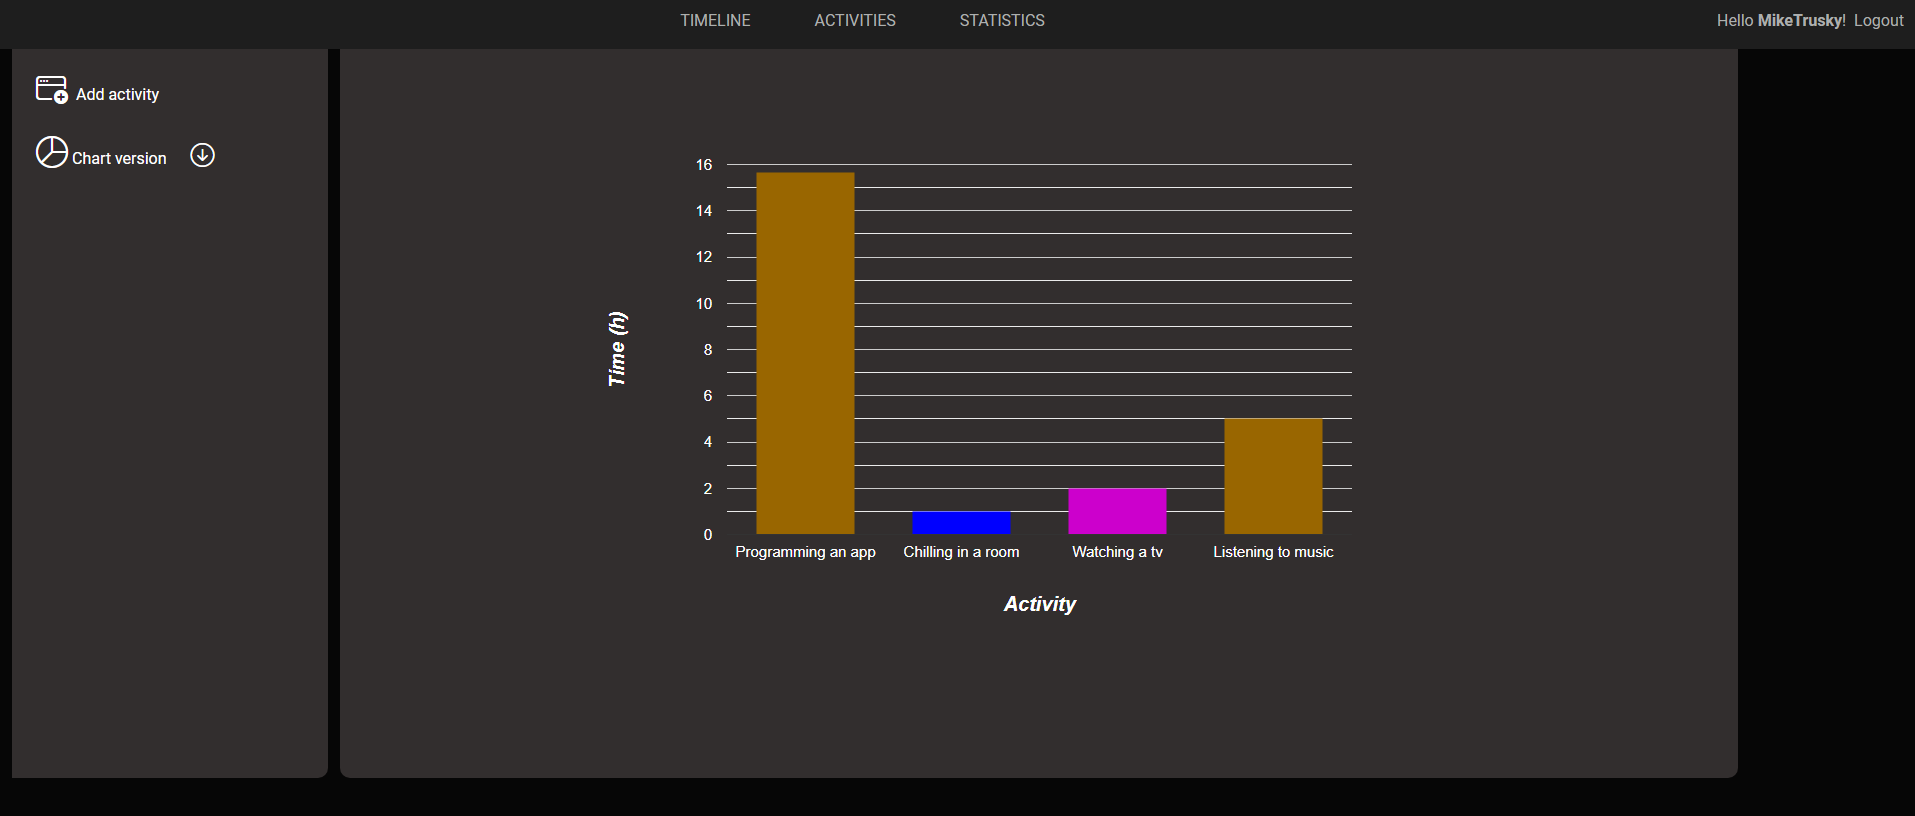 TIMELINE ACTIVITIES STATISTICS Hello MikeTrusky! Logout
Add activity
Chart version
16
14
12
10
8
6
4
2
0
Time (h)
Programming an app Chilling in a room Watching a tv Listening to music
Activity